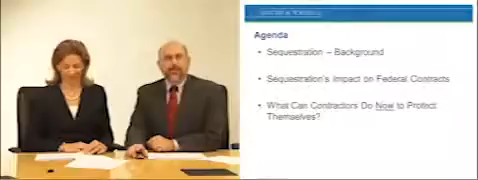 Agenda
• Sequestration – Background
• Sequestration's Impact on Federal Contracts
• What Can Contractors Do Now to Protect
Themselves?